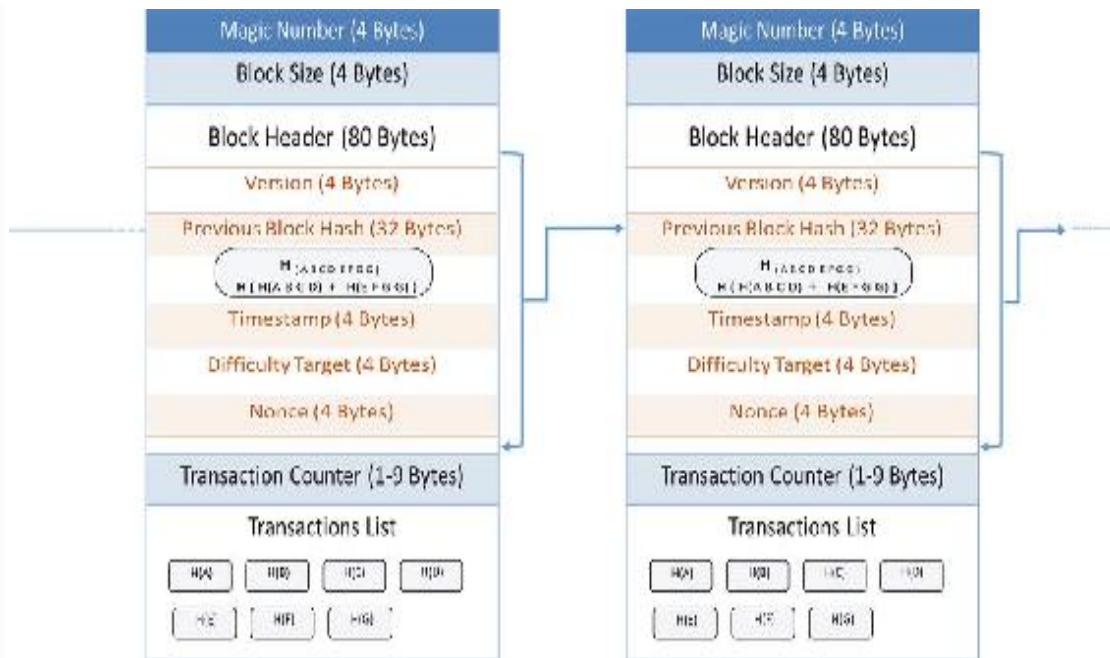 Magic Number (4 Bytes)
Block Size (4 Bytes)
Block Header (80 Bytes)
Version (4 Bytes)
Previous Block Hash (32 Bytes)
H (A B C D E F G G)
H ( H(A B C D) + H(E F G G) )
Timestamp (4 Bytes)
Difficulty Target (4 Bytes)
Nonce (4 Bytes)
Transaction Counter (1-9 Bytes)
Transactions List
H(A) H(B) H(C) H(D)
H(E) H(F) H(G)
Magic Number (4 Bytes)
Block Size (4 Bytes)
Block Header (80 Bytes)
Version (4 Bytes)
Previous Block Hash (32 Bytes)
H (A B C D E F G G)
H ( H(A B C D) + H(E F G G) )
Timestamp (4 Bytes)
Difficulty Target (4 Bytes)
Nonce (4 Bytes)
Transaction Counter (1-9 Bytes)
Transactions List
H(A) H(B) H(C) H(D)
H(E) H(F) H(G)